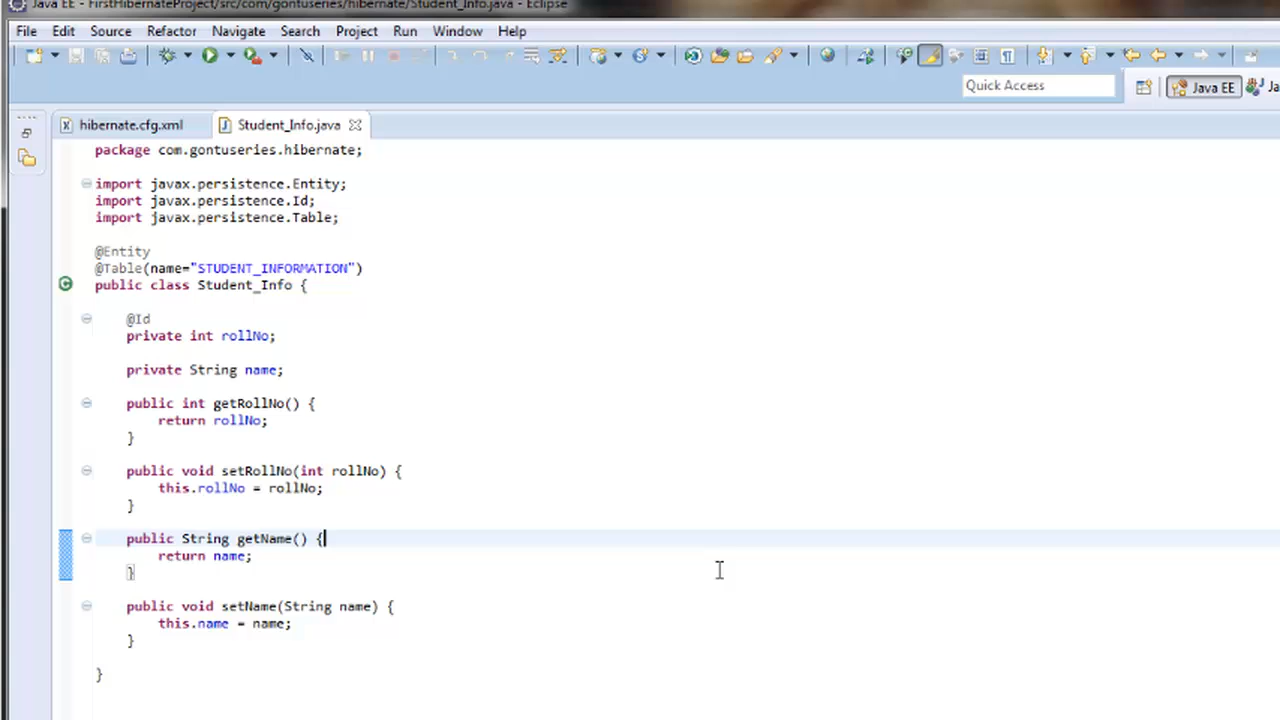 Java EE - FirstHibernateProject/src/com/gontuseries/hibernate/Student_Info.java - Eclipse
File Edit Source Refactor Navigate Search Project Run Window Help
Quick Access
Java EE
Ja
hibernate.cfg.xml
Student_Info.java
package com.gontuseries.hibernate;
import javax.persistence.Entity;
import javax.persistence.Id;
import javax.persistence.Table;
@Entity
@Table(name="STUDENT_INFORMATION")
public class Student_Info {
@Id
private int rollNo;
private String name;
public int getRollNo() {
return rollNo;
}
public void setRollNo(int rollNo) {
this.rollNo = rollNo;
}
public String getName() {
return name;
}
public void setName(String name) {
this.name = name;
}
}